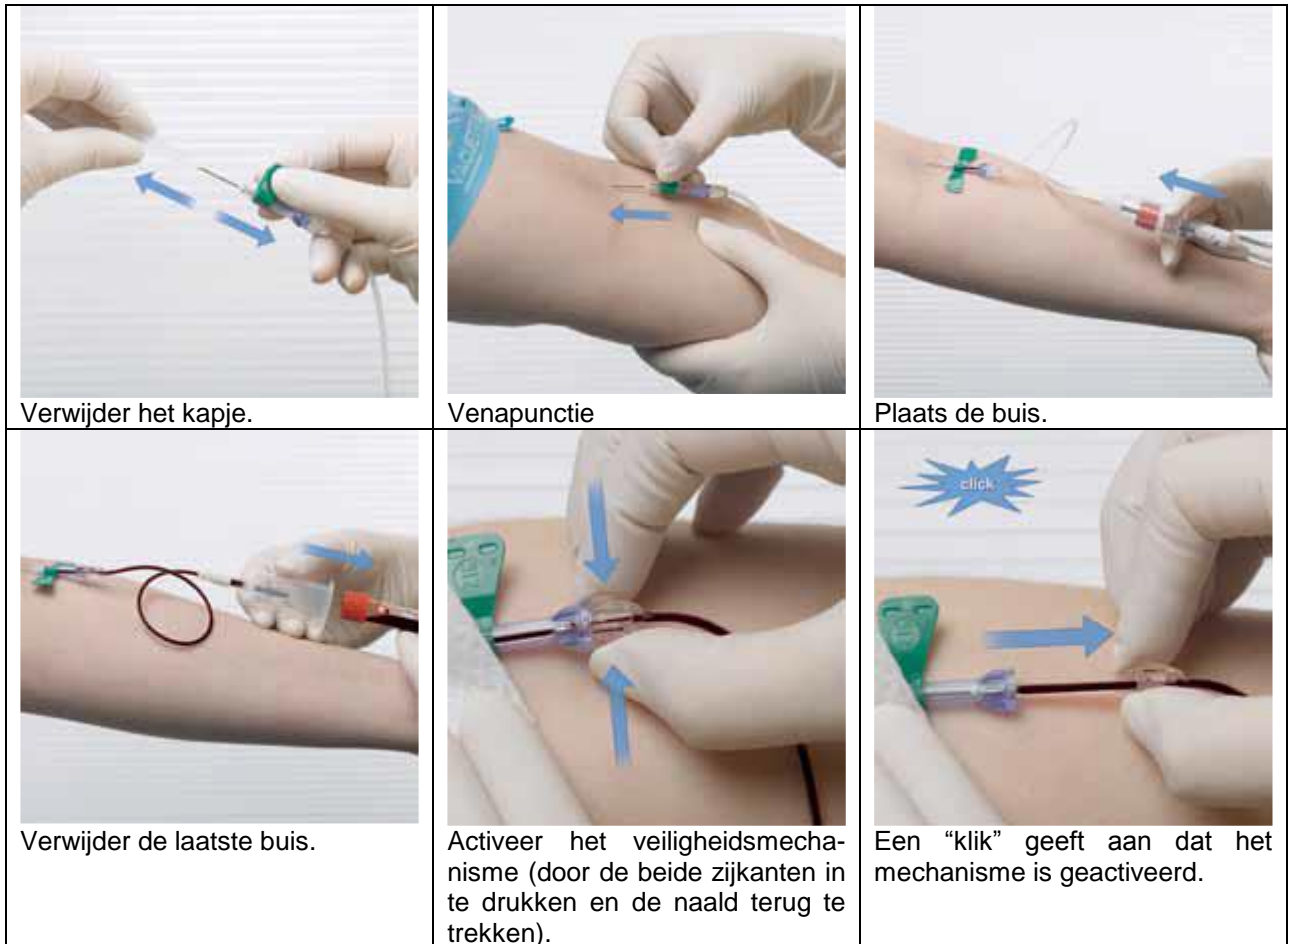 Verwijder het kapje.
Venapunctie
Plaats de buis.
Verwijder de laatste buis.
Activeer het veiligheidsmecha-
nisme (door de beide zijkanten in
te drukken en de naald terug te
trekken).
click
Een “klik” geeft aan dat het
mechanisme is geactiveerd.